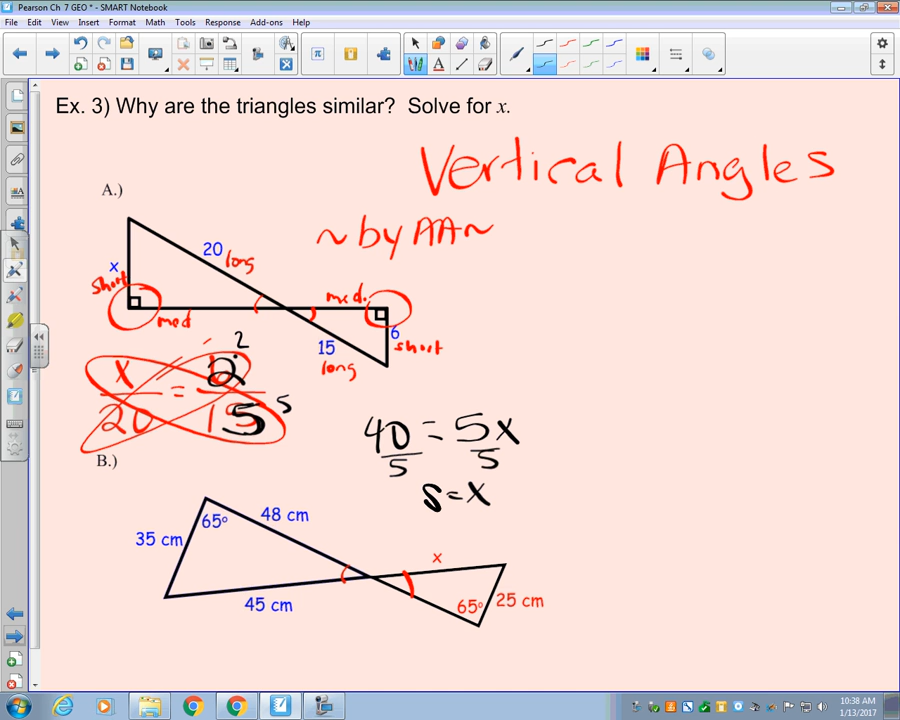 Pearson Ch 7 GEO * - SMART Notebook
File Edit View Insert Format Math Tools Response Add-ons Help
Ex. 3) Why are the triangles similar?  Solve for x.
Vertical Angles
A.)
~by AA~
20 long
x
short
med
med.
6
short
15
long
x = 2
20 15 5
40 = 5x
5 5
8 = x
B.)
65° 48 cm
35 cm
x
45 cm
65° 25 cm
10:38 AM
1/13/2017